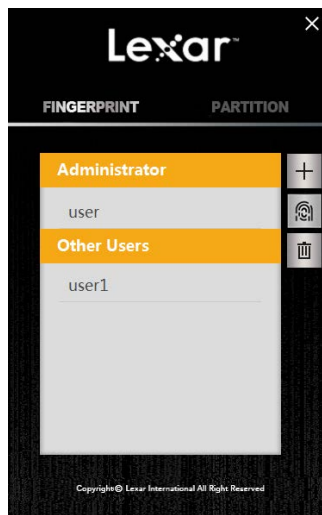 Lexar
FINGERPRINT PARTITION
Administrator
user
Other Users
user1
Copyright© Lexar International All Right Reserved